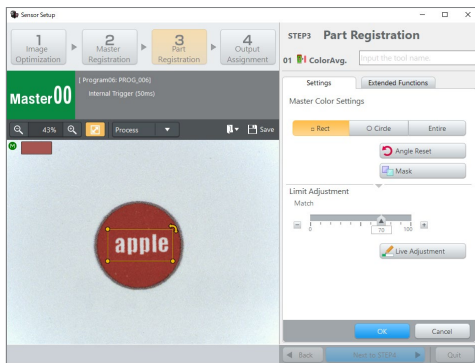 Sensor Setup
1 Image Optimization
2 Master Registration
3 Part Registration
4 Output Assignment
Master00
[ Program06: PROG_006]
Internal Trigger (50ms)
43%
Process
Save
M
apple
STEP3 Part Registration
01 ColorAvg.
Input the tool name
Settings
Extended Functions
Master Color Settings
Rect
Circle
Entire
Angle Reset
Mask
Limit Adjustment
Match
0
70
100
Live Adjustment
OK
Cancel
Back
Next to STEP4
Quit